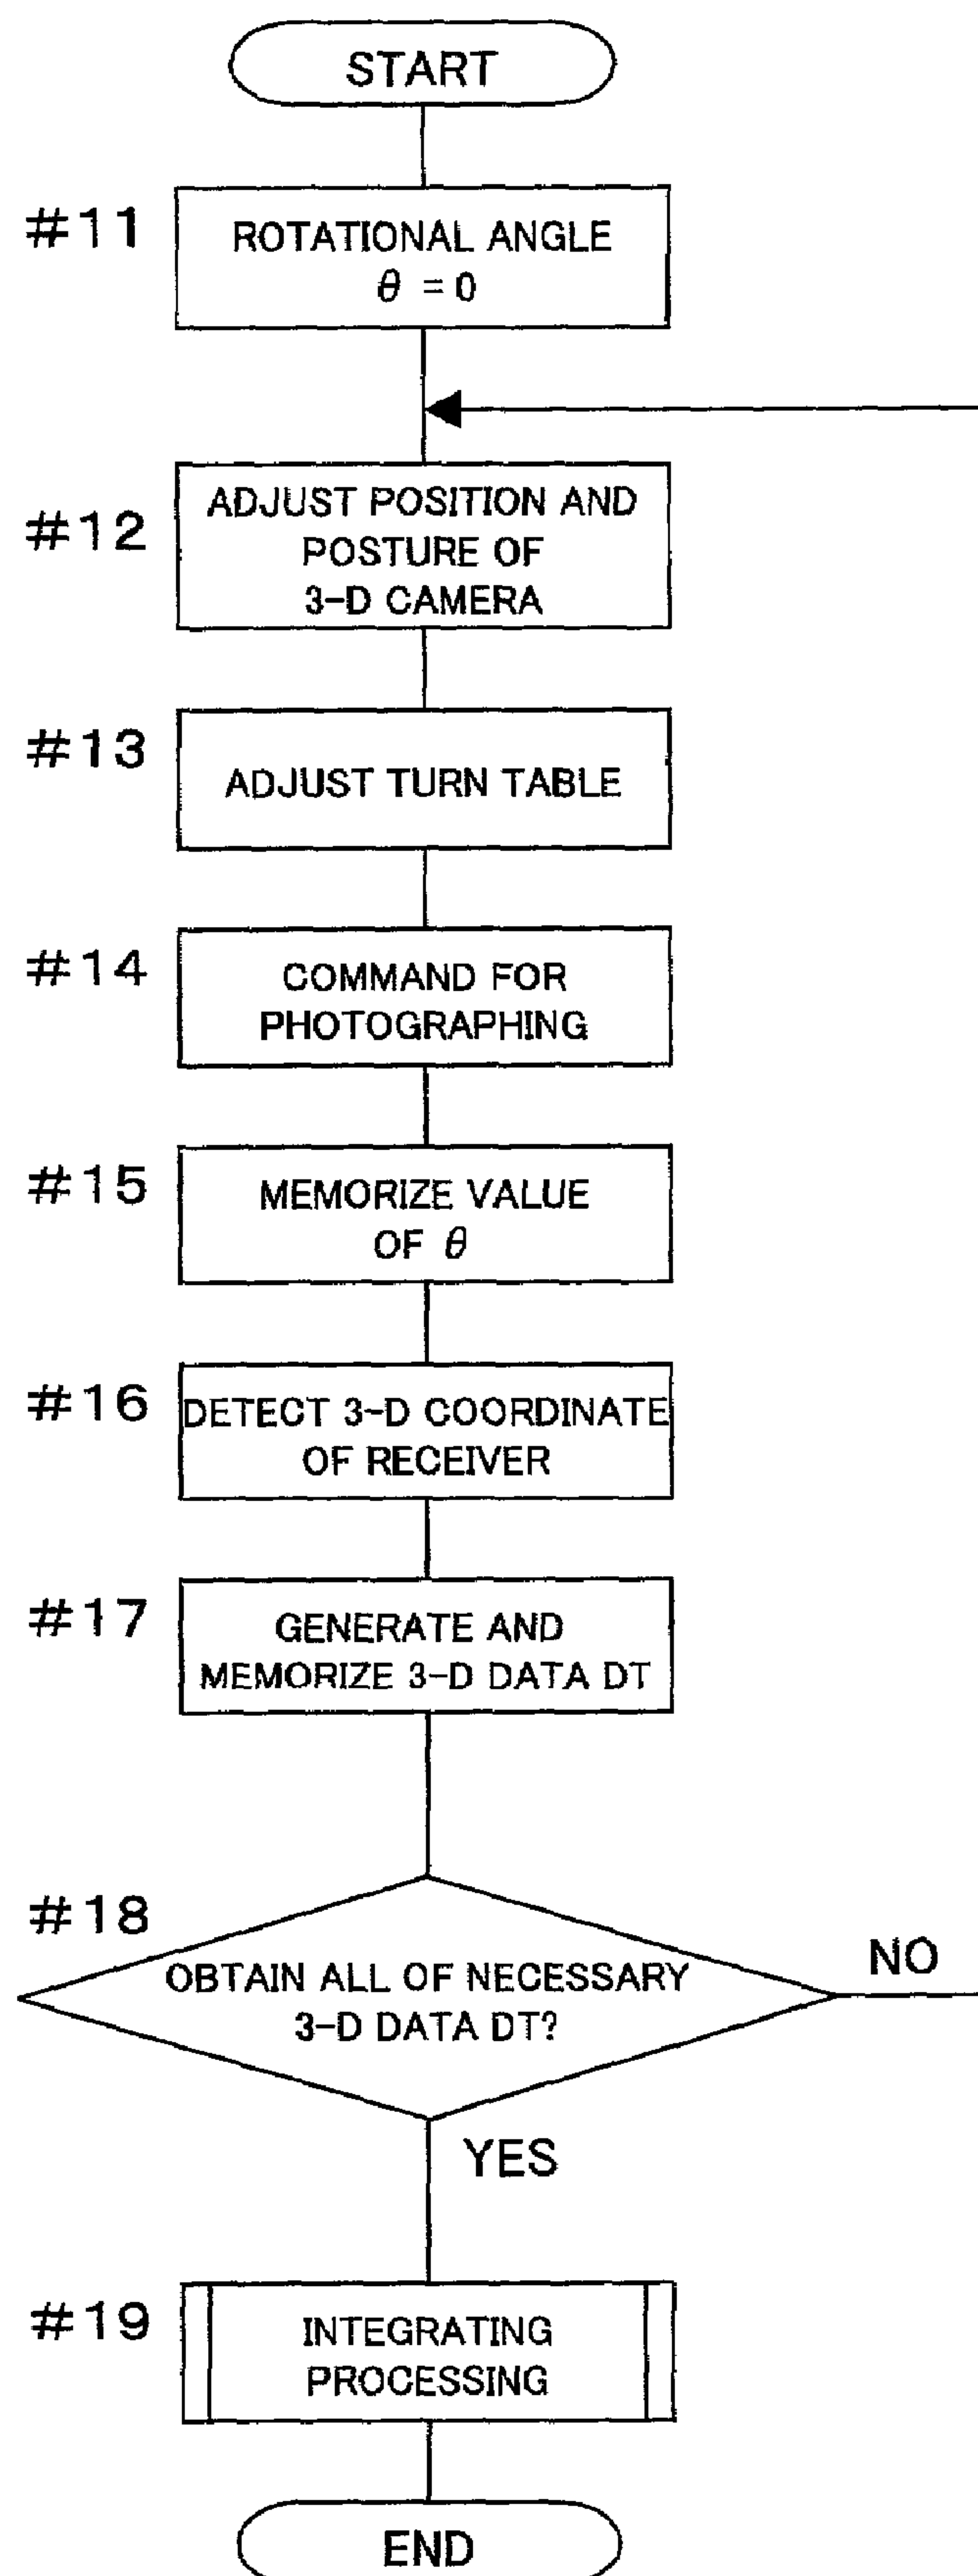 START
#11
ROTATIONAL ANGLE
θ = 0
#12
ADJUST POSITION AND
POSTURE OF
3-D CAMERA
#13
ADJUST TURN TABLE
#14
COMMAND FOR
PHOTOGRAPHING
#15
MEMORIZE VALUE
OF θ
#16
DETECT 3-D COORDINATE
OF RECEIVER
#17
GENERATE AND
MEMORIZE 3-D DATA DT
#18
OBTAIN ALL OF NECESSARY
3-D DATA DT?
NO
YES
#19
INTEGRATING
PROCESSING
END